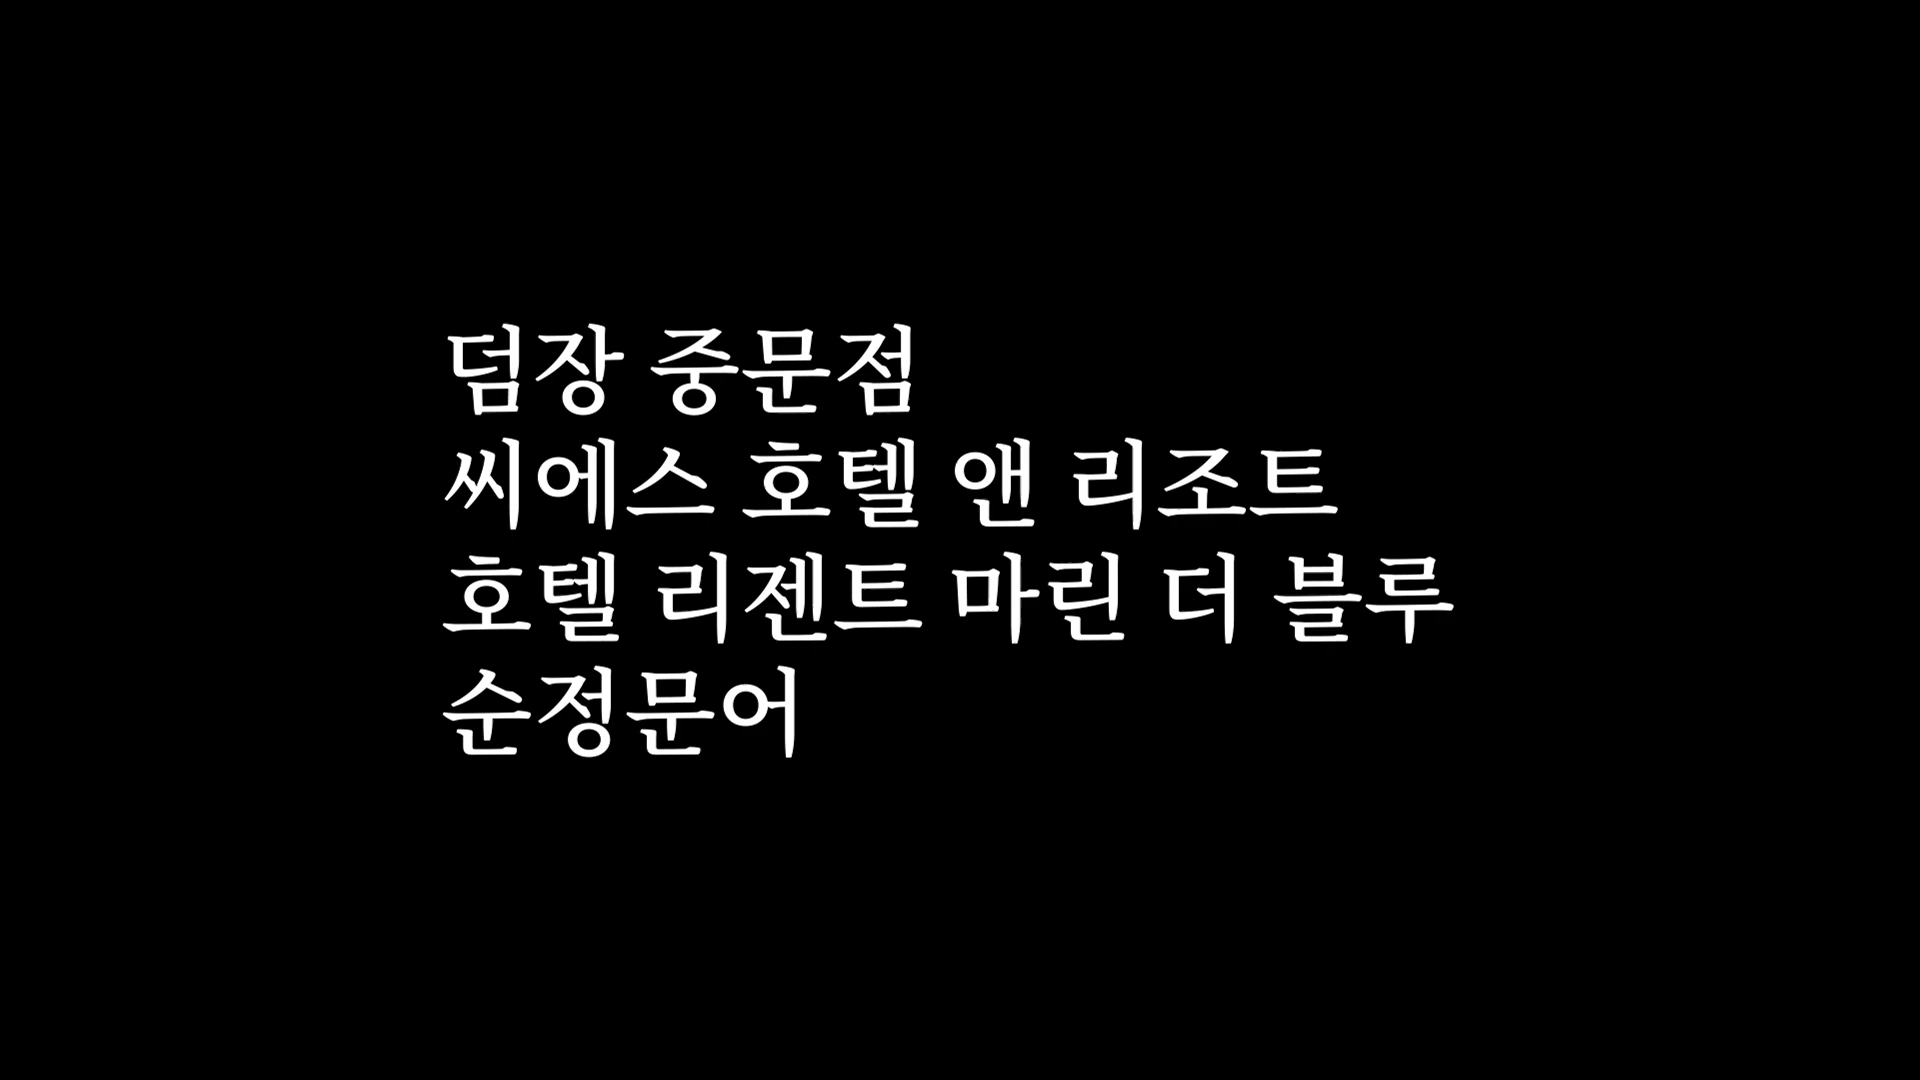 덤장 중문점
씨에스 호텔 앤 리조트
호텔 리젠트 마린 더 블루
순정문어